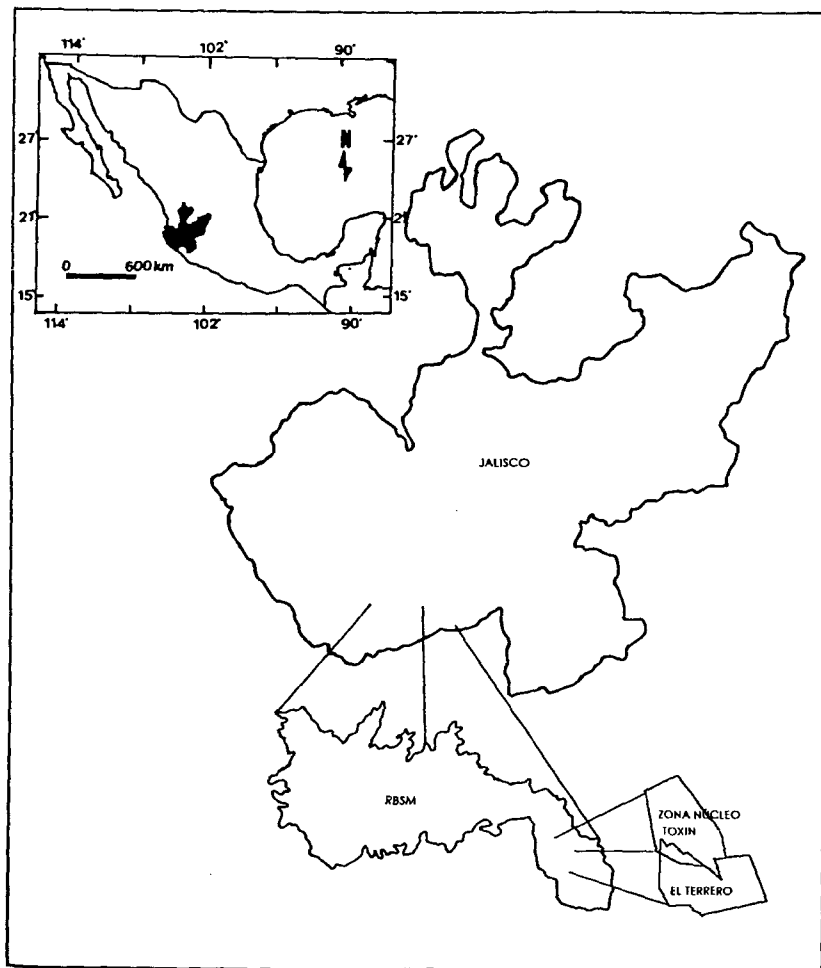 114° 102° 90°
N
27° 27°
21° 21°
0 600 km
15° 15°
114° 102° 90°
JALISCO
RBSM
ZONA NÚCLEO
TOXIN
EL TERRERO